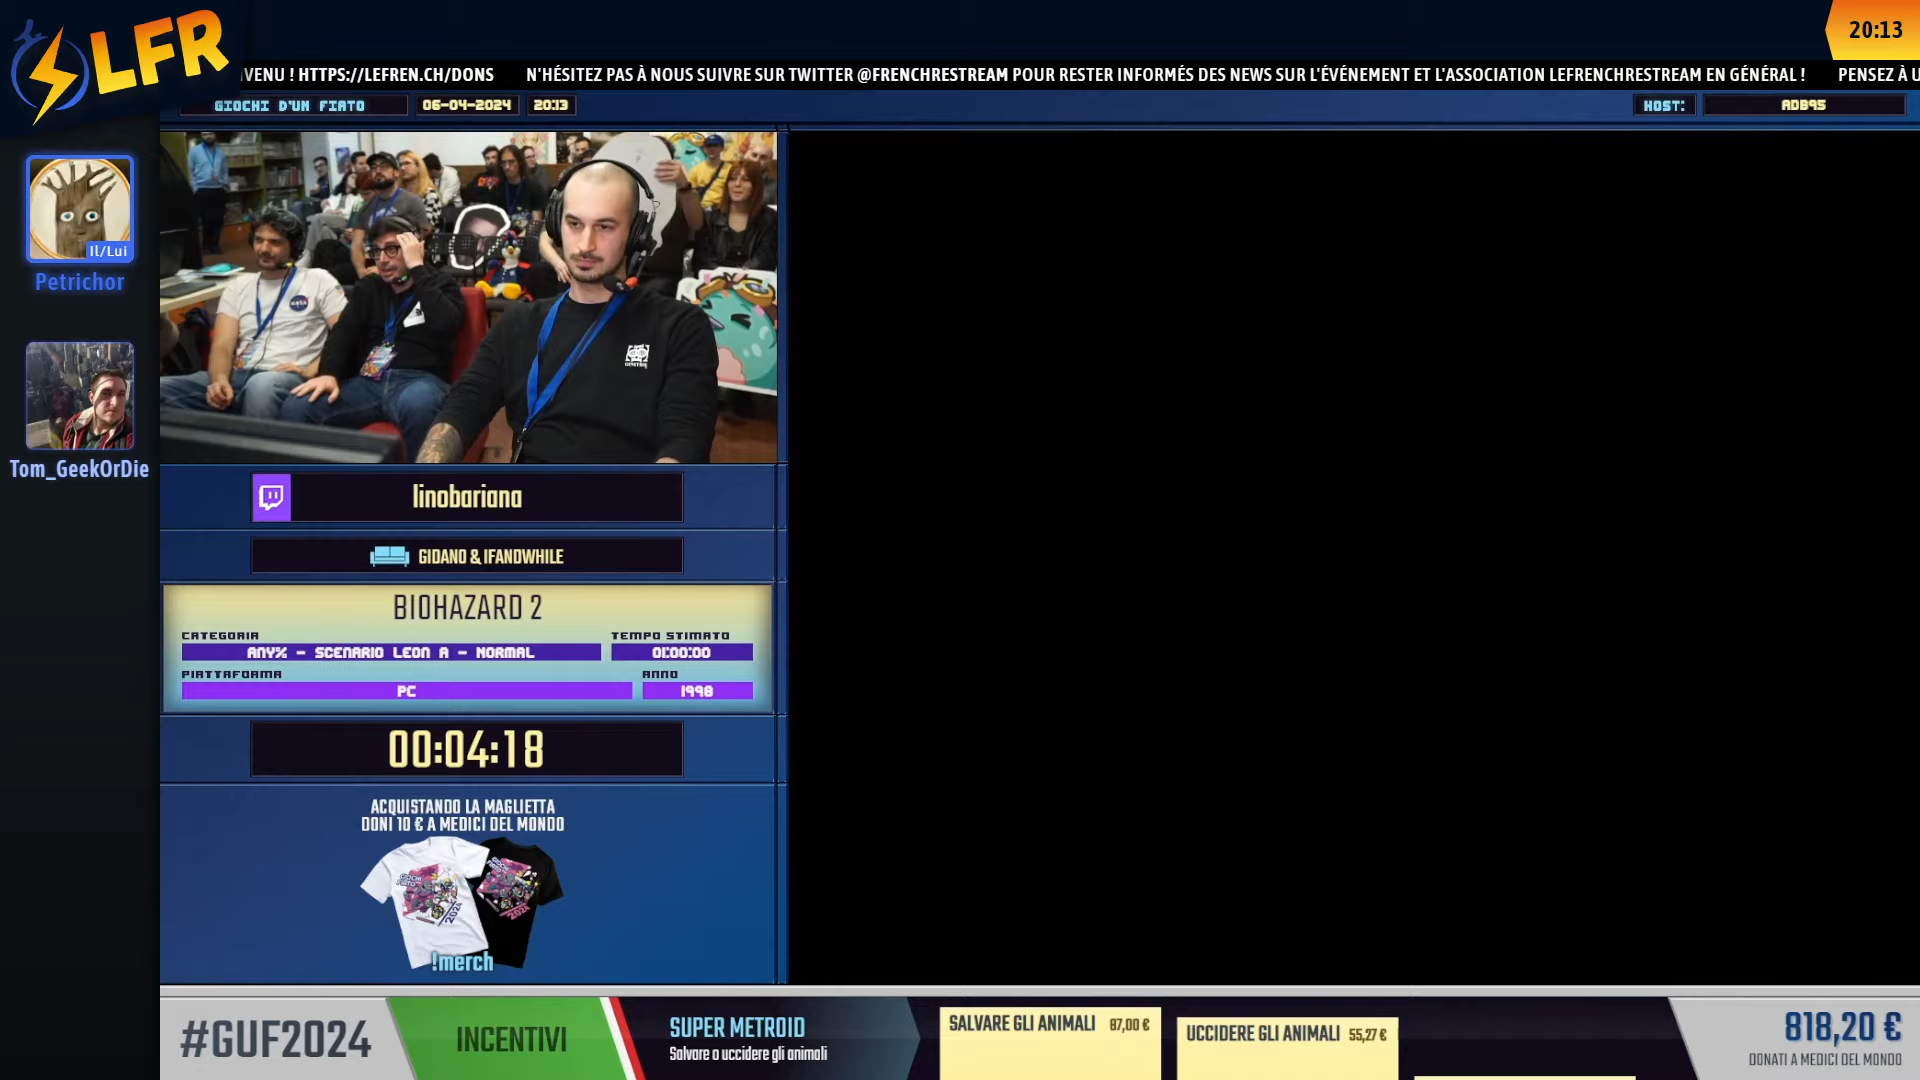 LFR
20:13
VENU ! HTTPS://LEFREN.CH/DONS N'HÉSITEZ PAS À NOUS SUIVRE SUR TWITTER @FRENCHRESTREAM POUR RESTER INFORMÉS DES NEWS SUR L'ÉVÉNEMENT ET L'ASSOCIATION LEFRENCHRESTREAM EN GÉNÉRAL ! PENSEZ À U
GIOCHI D'UN FIATO 06-04-2024 20:13 HOST: ADB95
Il/Lui
Petrichor
Tom_GeekOrDie
NASA
linobariana
GIDANO & IFANDWHILE
BIOHAZARD 2
CATEGORIA TEMPO STIMATO
ANY% - SCENARIO LEON A - NORMAL 01:00:00
PIATTAFORMA ANNO
PC 1998
00:04:18
ACQUISTANDO LA MAGLIETTA
DONI 10 € A MEDICI DEL MONDO
2024
2024
!merch
#GUF2024
INCENTIVI
SUPER METROID
Salvare o uccidere gli animali
SALVARE GLI ANIMALI 87,00 €
UCCIDERE GLI ANIMALI 55,27 €
818,20 €
DONATI A MEDICI DEL MONDO